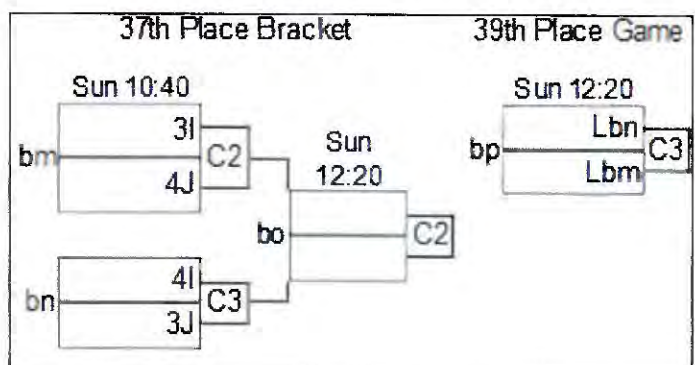 37th Place Bracket
39th Place Game
Sun 10:40
Sun 12:20
3I
Lbn
bm
C2
Sun
12:20
bp
C3
4J
Lbm
bo
C2
4I
bn
C3
3J